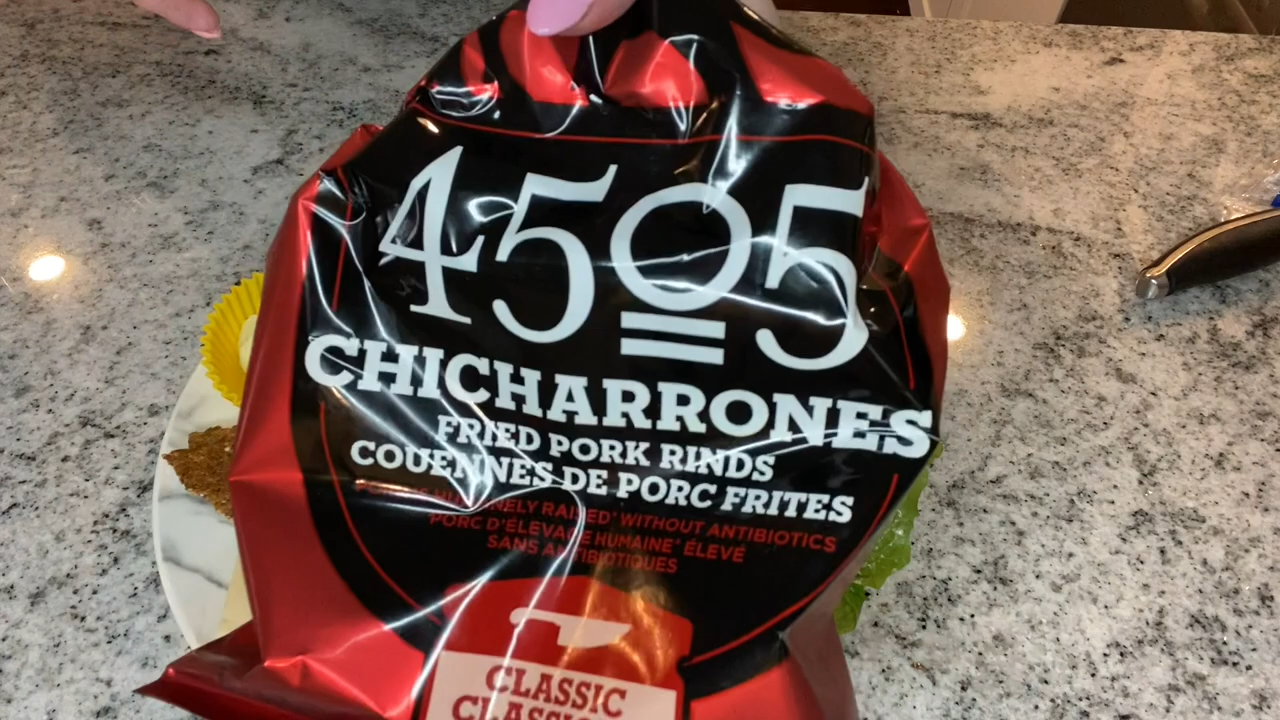 4505
CHICHARRONES
FRIED PORK RINDS
COUENNES DE PORC FRITES
HUMANELY RAISED* WITHOUT ANTIBIOTICS
PORC D'ÉLEVAGE HUMAINE* ÉLEVÉ
SANS ANTIBIOTIQUES
CLASSIC